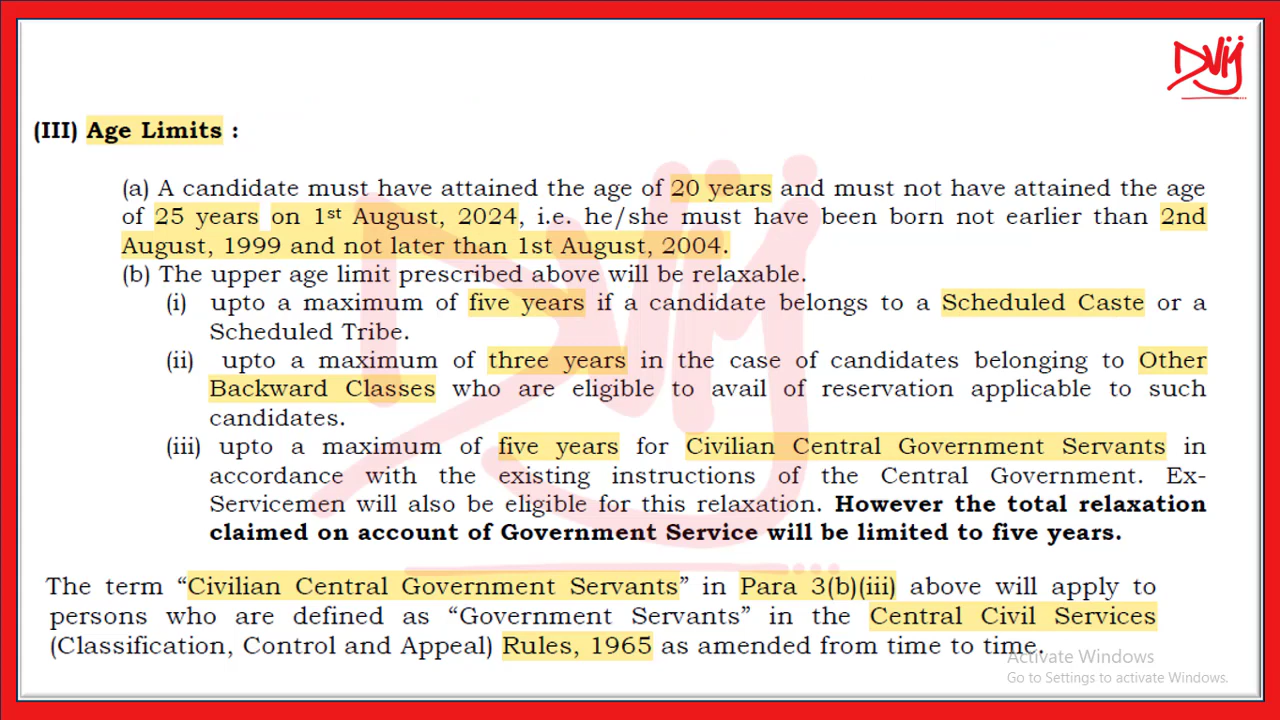 DVIJ
(III) Age Limits :
(a) A candidate must have attained the age of 20 years and must not have attained the age
of 25 years on 1st August, 2024, i.e. he/she must have been born not earlier than 2nd
August, 1999 and not later than 1st August, 2004.
(b) The upper age limit prescribed above will be relaxable.
(i) upto a maximum of five years if a candidate belongs to a Scheduled Caste or a
Scheduled Tribe.
(ii) upto a maximum of three years in the case of candidates belonging to Other
Backward Classes who are eligible to avail of reservation applicable to such
candidates.
(iii) upto a maximum of five years for Civilian Central Government Servants in
accordance with the existing instructions of the Central Government. Ex-
Servicemen will also be eligible for this relaxation. However the total relaxation
claimed on account of Government Service will be limited to five years.
The term “Civilian Central Government Servants” in Para 3(b)(iii) above will apply to
persons who are defined as “Government Servants” in the Central Civil Services
(Classification, Control and Appeal) Rules, 1965 as amended from time to time.
Activate Windows
Go to Settings to activate Windows.